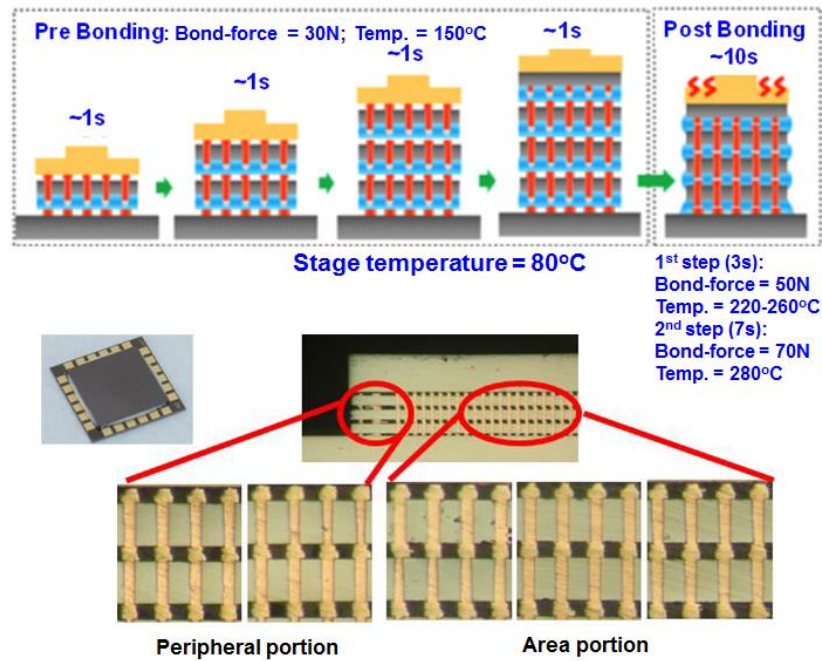 Pre Bonding: Bond-force = 30N; Temp. = 150°C
~1s
~1s
~1s
~1s
Post Bonding
~10s
Stage temperature = 80°C
1st step (3s):
Bond-force = 50N
Temp. = 220-260°C
2nd step (7s):
Bond-force = 70N
Temp. = 280°C
Peripheral portion
Area portion